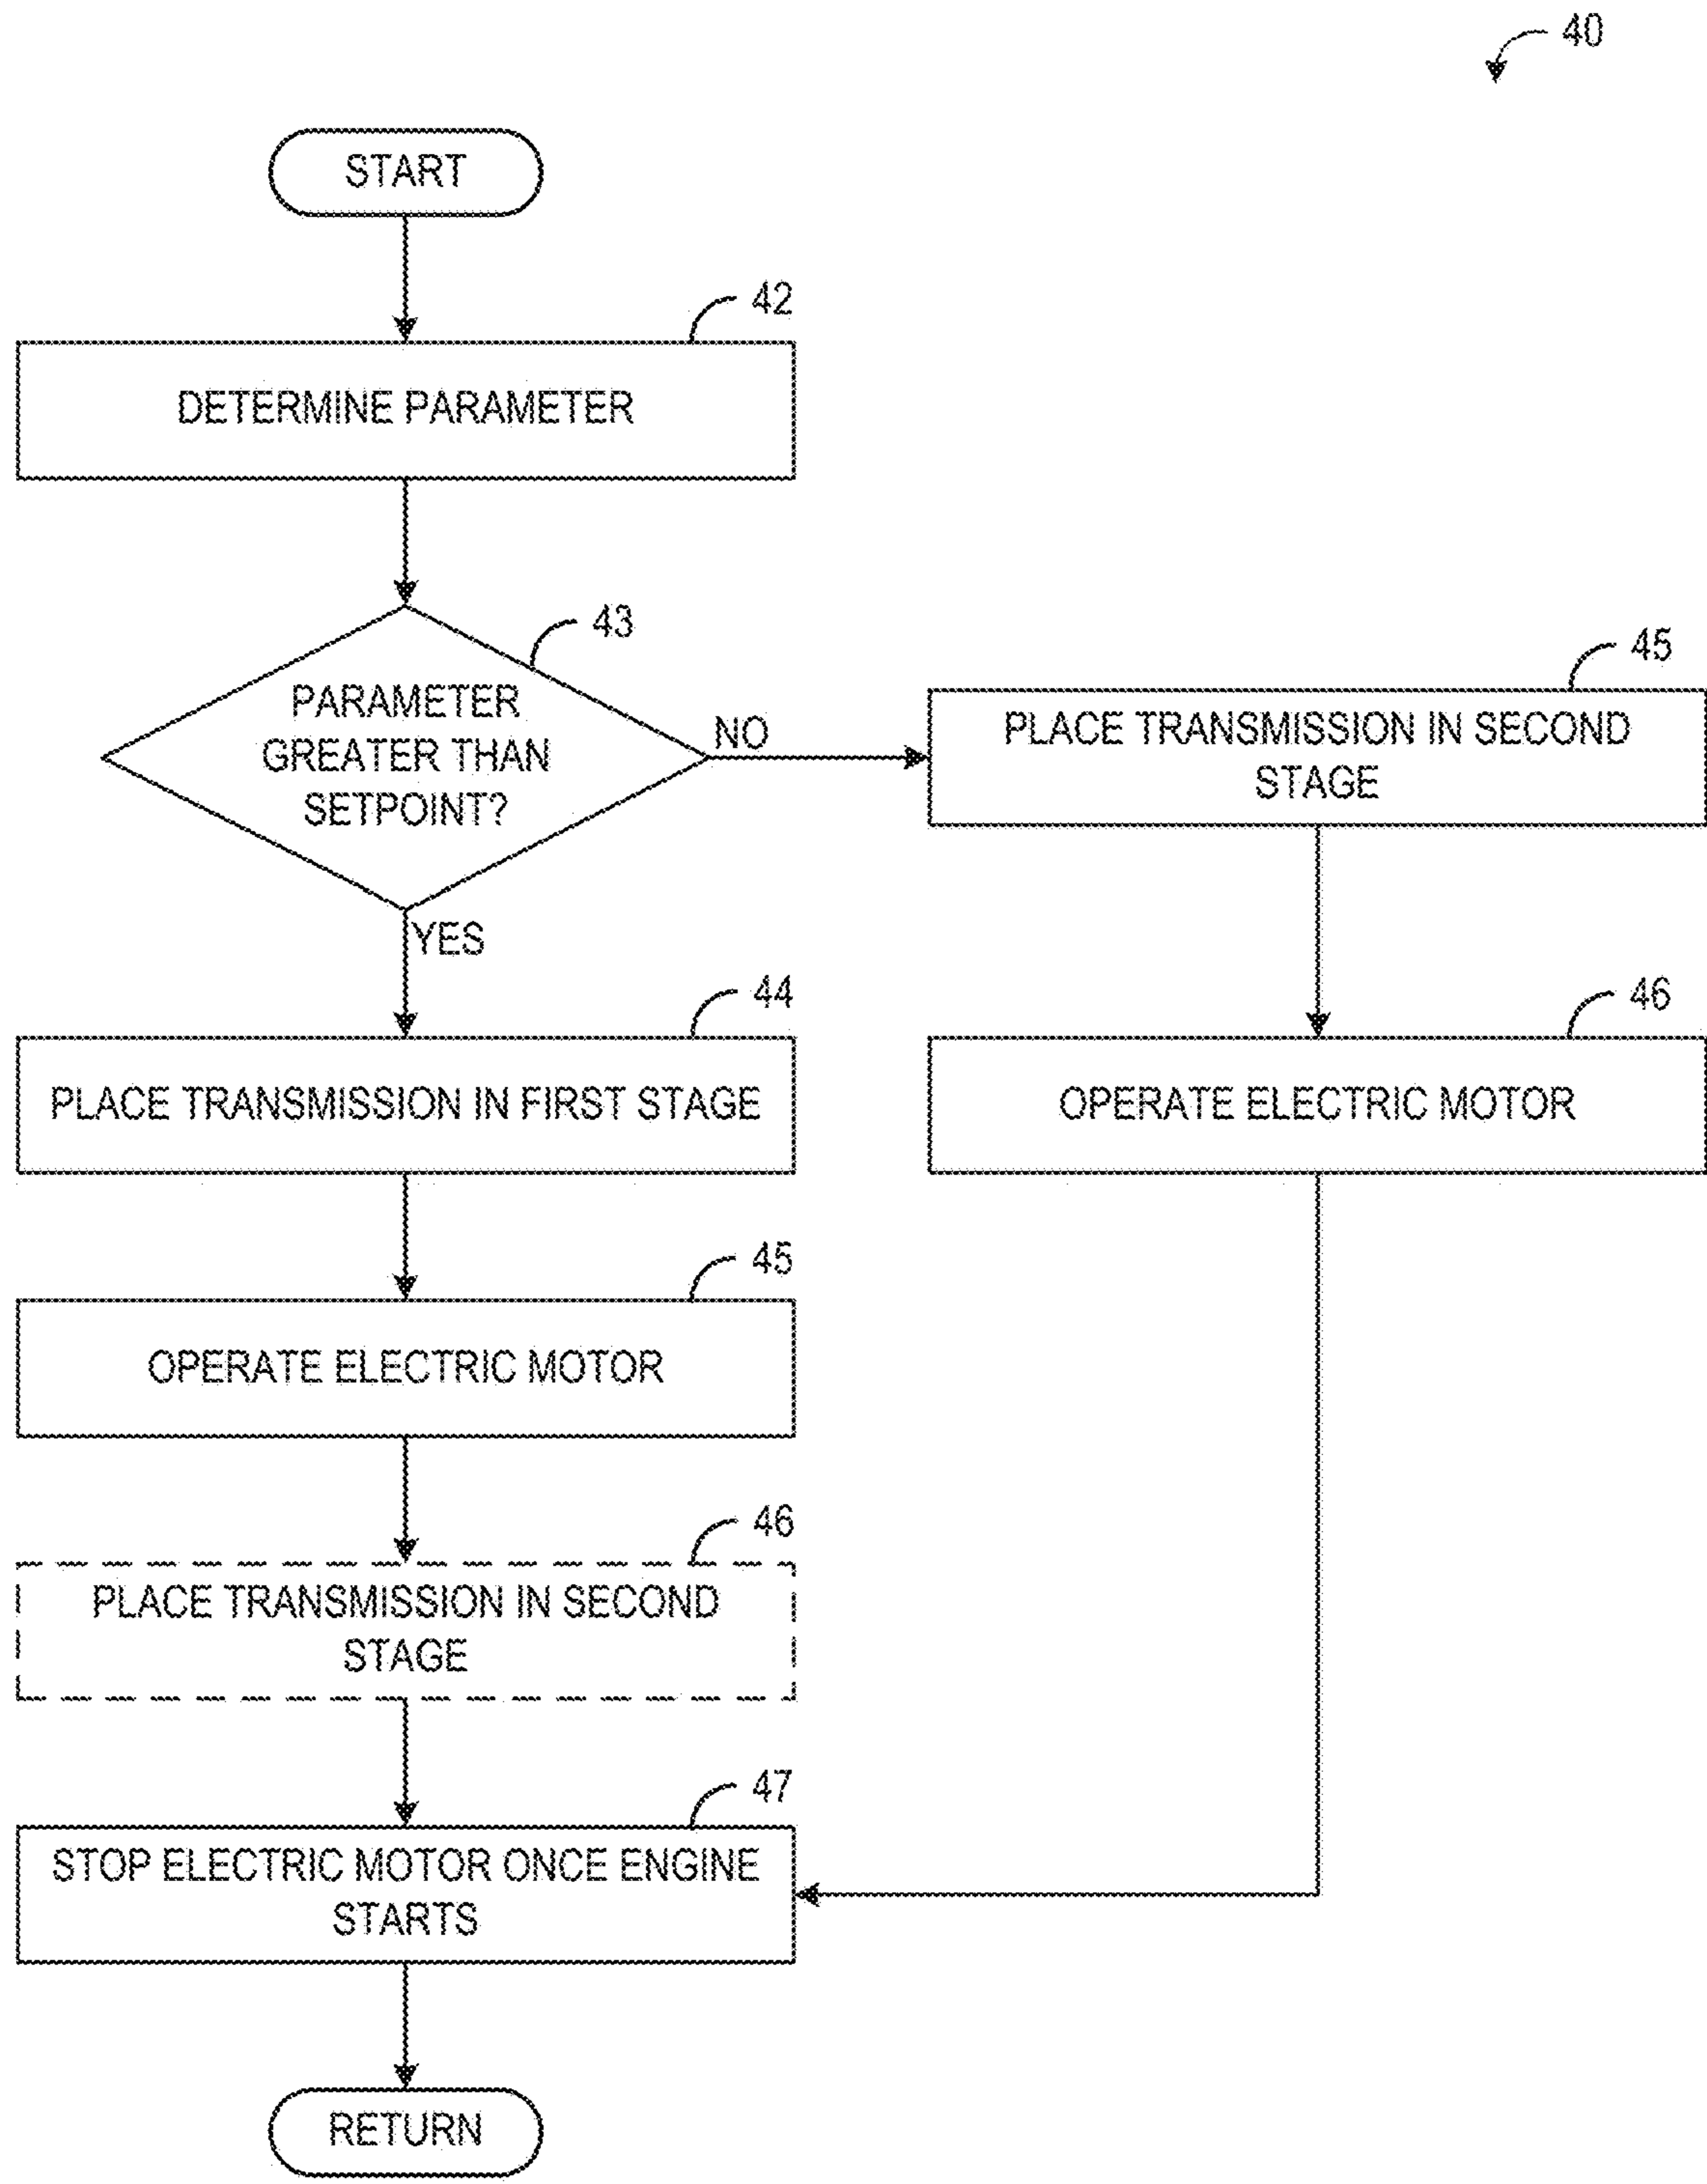 40
START
42
DETERMINE PARAMETER
43
PARAMETER
GREATER THAN
SETPOINT?
NO
YES
45
PLACE TRANSMISSION IN SECOND
STAGE
44
PLACE TRANSMISSION IN FIRST STAGE
46
OPERATE ELECTRIC MOTOR
45
OPERATE ELECTRIC MOTOR
46
PLACE TRANSMISSION IN SECOND
STAGE
47
STOP ELECTRIC MOTOR ONCE ENGINE
STARTS
RETURN